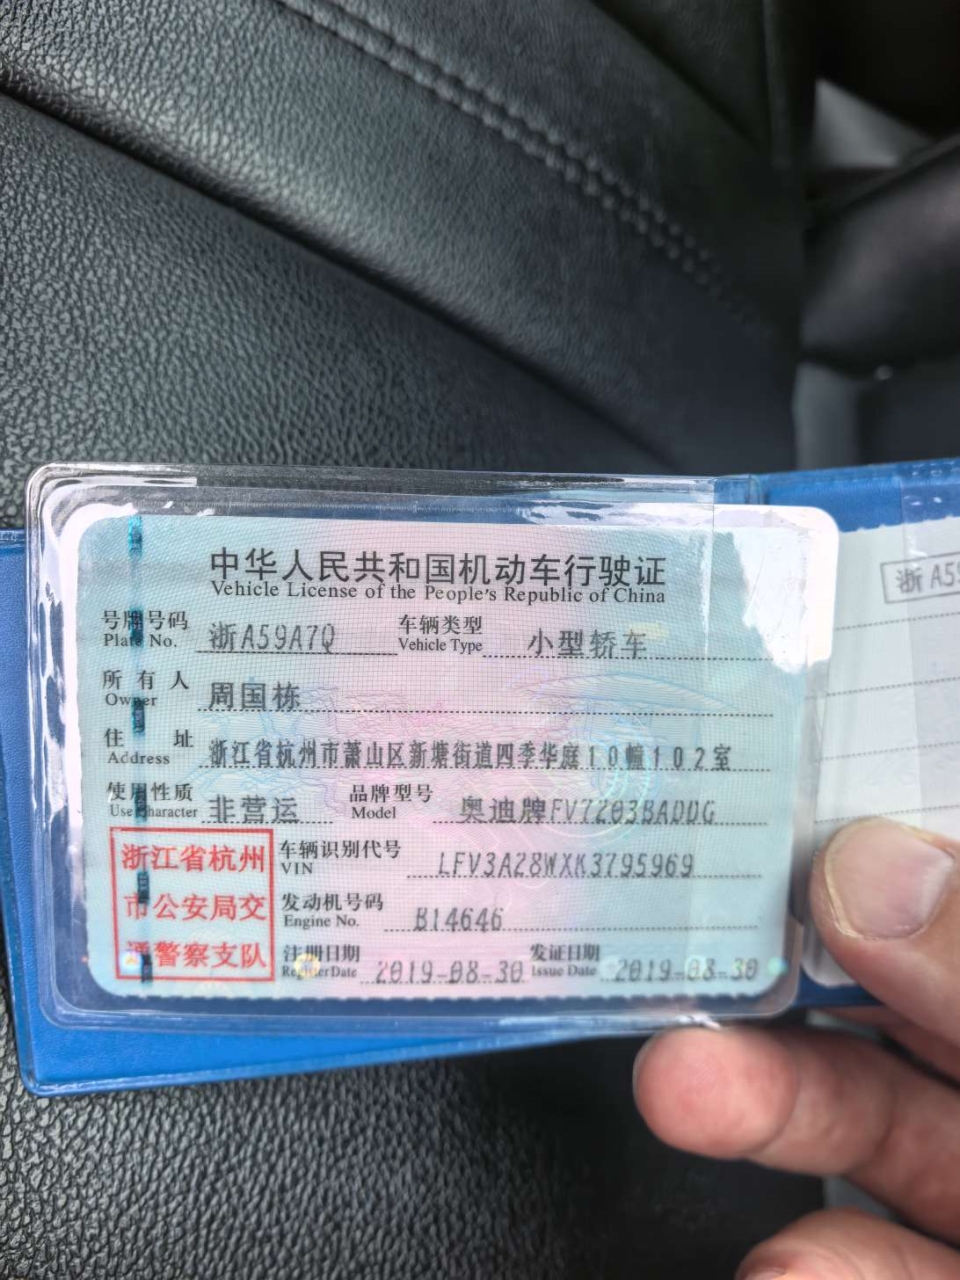 中华人民共和国机动车行驶证
Vehicle License of the People's Republic of China
号牌号码 浙A59A7Q 车辆类型 小型轿车
Plate No. Vehicle Type
所有人 周国栋
Owner
住址 浙江省杭州市萧山区新塘街道四季华庭10幢102室
Address
使用性质 非营运 品牌型号 奥迪牌FV7203BADDG
Use Character Model
浙江省杭州
市公安局交
通警察支队
车辆识别代号 LFV3A28WXK3795969
VIN
发动机号码 B14646
Engine No.
注册日期 2019-08-30 发证日期 2019-08-30
Register Date Issue Date
浙A59